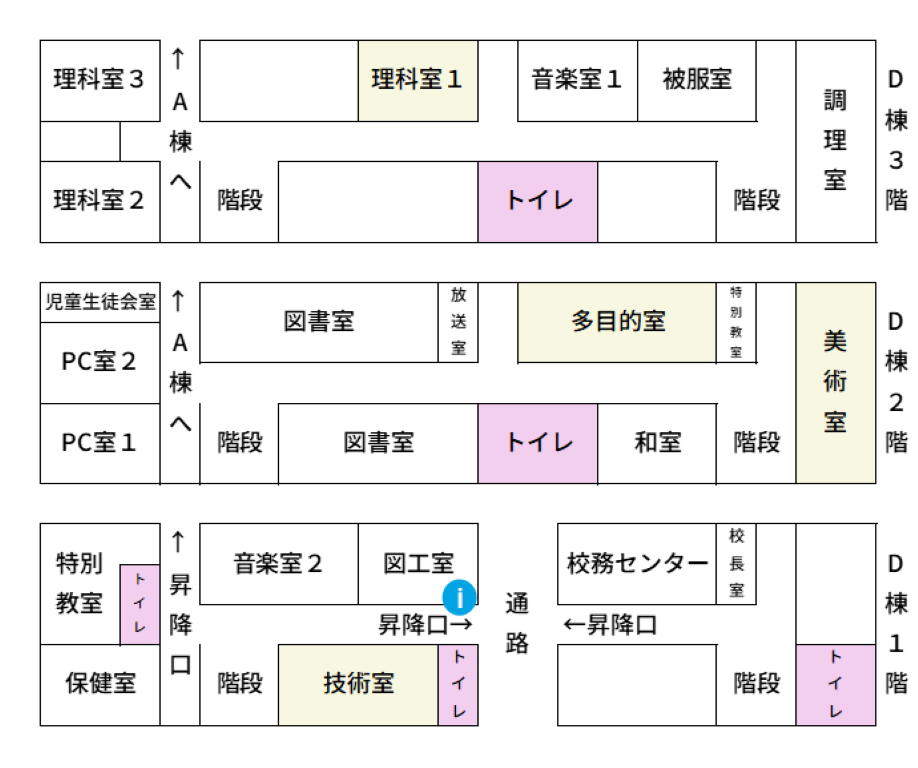 理科室3
↑A棟へ
理科室1
音楽室1
被服室
調理室
D棟3階
理科室2
階段
トイレ
階段
児童生徒会室
↑A棟へ
図書室
放送室
多目的室
特別教室
美術室
D棟2階
PC室2
PC室1
階段
図書室
トイレ
和室
階段
特別
教室
トイレ
↑昇降口
音楽室2
図工室
i
通路
校務センター
校長室
D棟1階
昇降口→
←昇降口
保健室
階段
技術室
トイレ
階段
トイレ